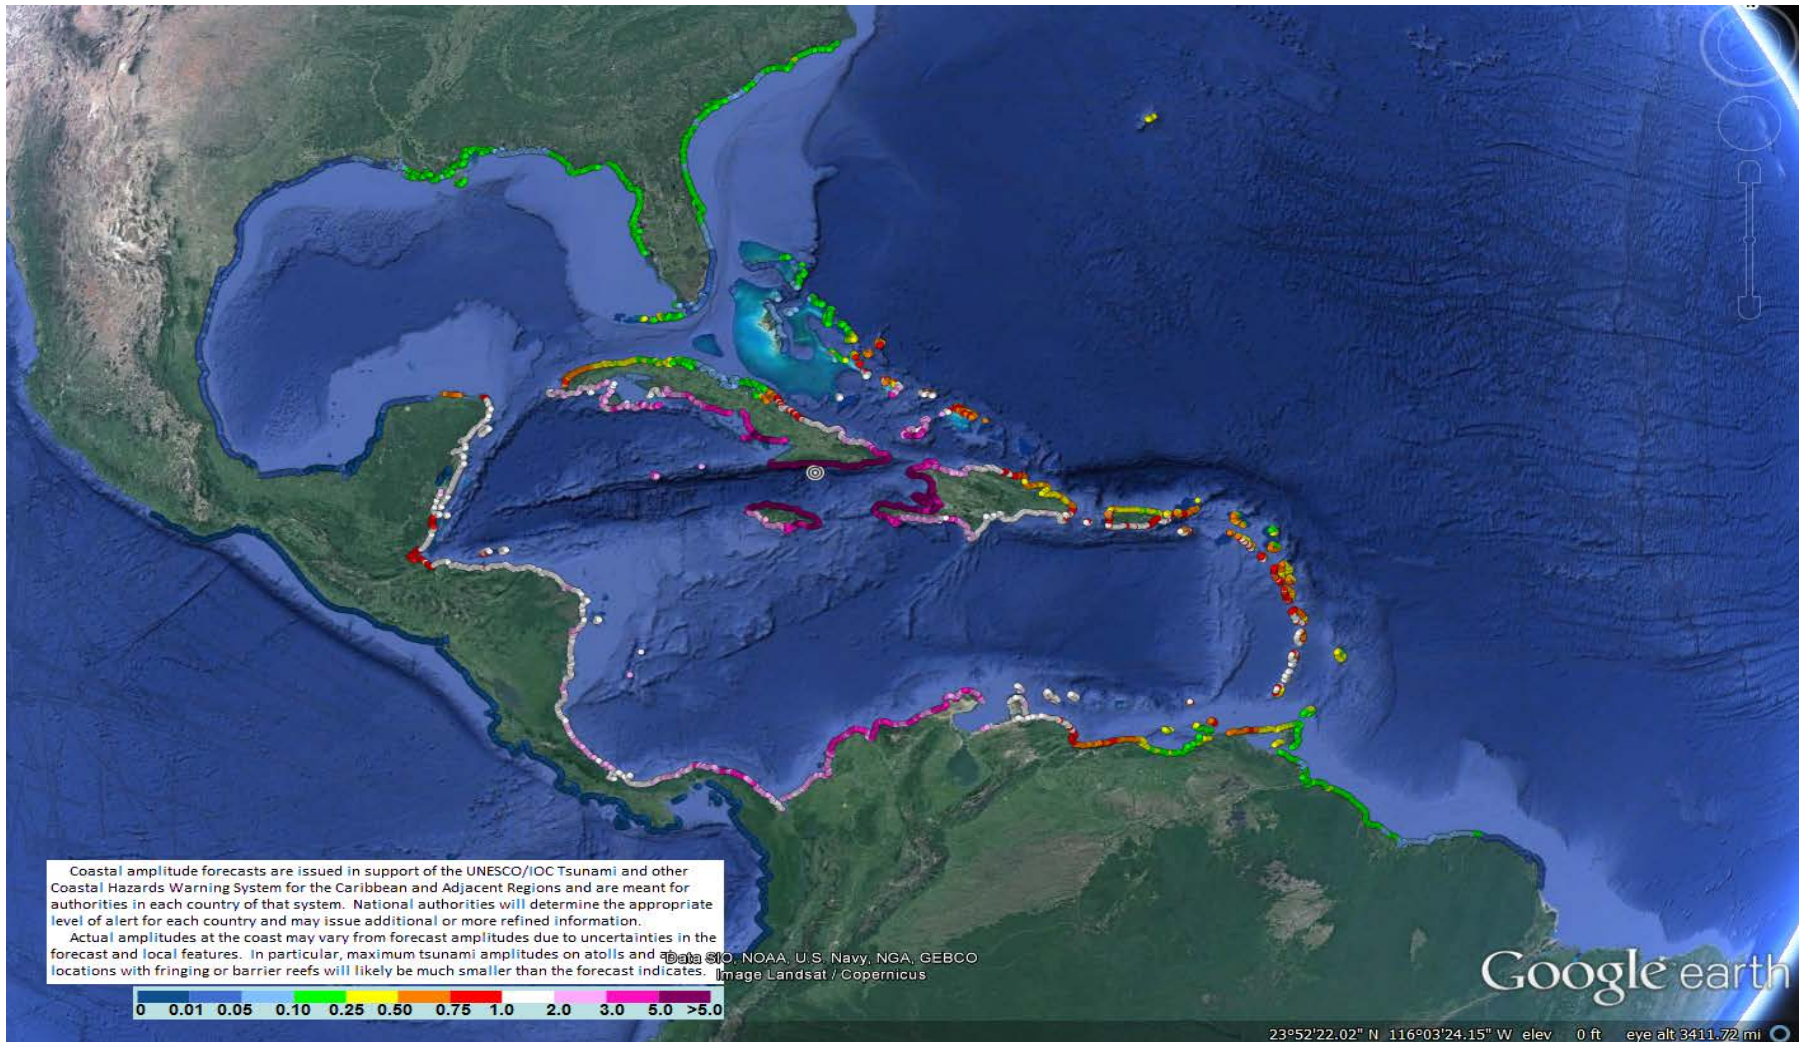 Coastal amplitude forecasts are issued in support of the UNESCO/IOC Tsunami and other
Coastal Hazards Warning System for the Caribbean and Adjacent Regions and are meant for
authorities in each country of that system. National authorities will determine the appropriate
level of alert for each country and may issue additional or more refined information.
Actual amplitudes at the coast may vary from forecast amplitudes due to uncertainties in the
forecast and local features. In particular, maximum tsunami amplitudes on atolls and at
locations with fringing or barrier reefs will likely be much smaller than the forecast indicates.
Data SIO, NOAA, U.S. Navy, NGA, GEBCO
Image Landsat / Copernicus
Google earth
0 0.01 0.05 0.10 0.25 0.50 0.75 1.0 2.0 3.0 5.0 >5.0
23°52'22.02" N 116°03'24.15" W elev 0 ft eye alt 3411.72 mi